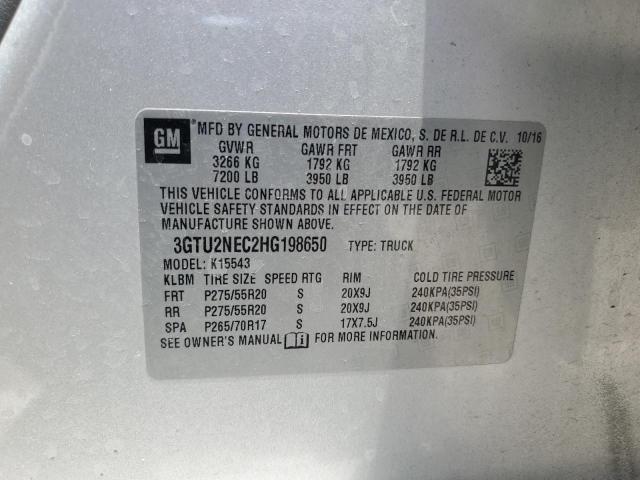 GM MFD BY GENERAL MOTORS DE MEXICO, S. DE R.L. DE C.V. 10/16
GVWR GAWR FRT GAWR RR
3266 KG 1792 KG 1792 KG
7200 LB 3950 LB 3950 LB
THIS VEHICLE CONFORMS TO ALL APPLICABLE U.S. FEDERAL MOTOR
VEHICLE SAFETY STANDARDS IN EFFECT ON THE DATE OF
MANUFACTURE SHOWN ABOVE.
3GTU2NEC2HG198650 TYPE: TRUCK
MODEL: K15543
KLBM TIRE SIZE SPEED RTG RIM COLD TIRE PRESSURE
FRT P275/55R20 S 20X9J 240KPA(35PSI)
RR P275/55R20 S 20X9J 240KPA(35PSI)
SPA P265/70R17 S 17X7.5J 240KPA(35PSI)
SEE OWNER'S MANUAL FOR MORE INFORMATION.